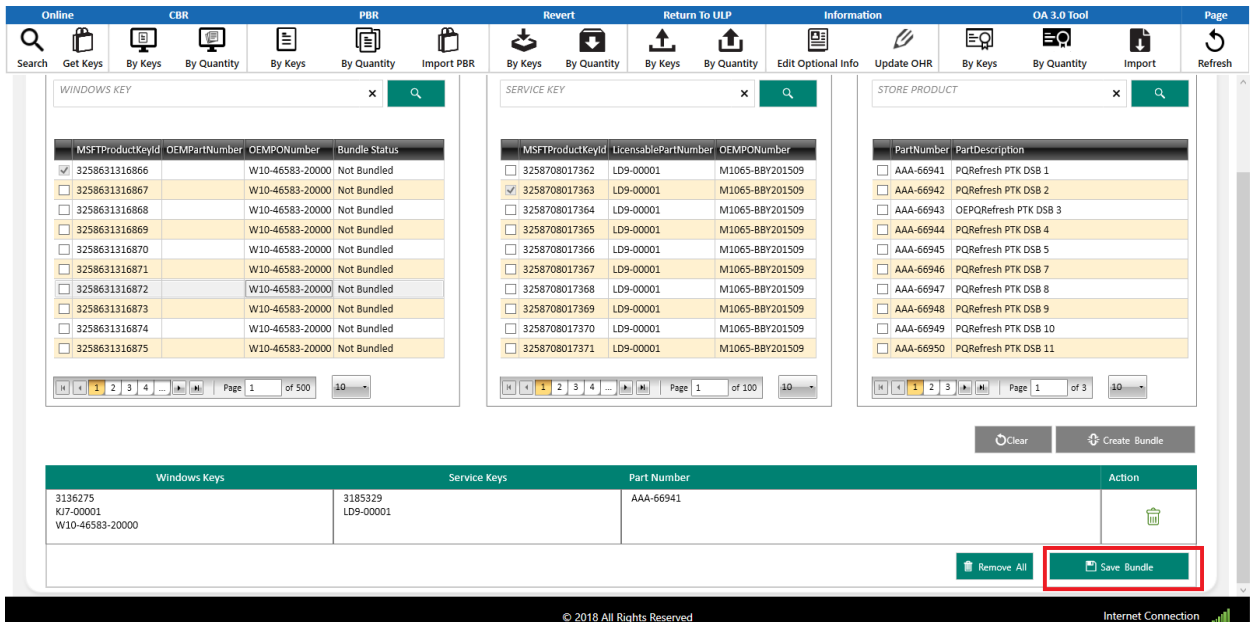 Online CBR PBR Revert Return To ULP Information OA 3.0 Tool Page
Search Get Keys By Keys By Quantity By Keys By Quantity Import PBR By Keys By Quantity By Keys By Quantity Edit Optional Info Update OHR By Keys By Quantity Import Refresh
WINDOWS KEY × SERVICE KEY × STORE PRODUCT ×
MSFTProductKeyId OEMPartNumber OEMPONumber Bundle Status MSFTProductKeyId LicensablePartNumber OEMPONumber PartNumber PartDescription
3258631316866 W10-46583-20000 Not Bundled 3258708017362 LD9-00001 M1065-BBY201509 AAA-66941 PQRefresh PTK DSB 1
3258631316867 W10-46583-20000 Not Bundled 3258708017363 LD9-00001 M1065-BBY201509 AAA-66942 PQRefresh PTK DSB 2
3258631316868 W10-46583-20000 Not Bundled 3258708017364 LD9-00001 M1065-BBY201509 AAA-66943 OEPQRefresh PTK DSB 3
3258631316869 W10-46583-20000 Not Bundled 3258708017365 LD9-00001 M1065-BBY201509 AAA-66944 PQRefresh PTK DSB 4
3258631316870 W10-46583-20000 Not Bundled 3258708017366 LD9-00001 M1065-BBY201509 AAA-66945 PQRefresh PTK DSB 5
3258631316871 W10-46583-20000 Not Bundled 3258708017367 LD9-00001 M1065-BBY201509 AAA-66946 PQRefresh PTK DSB 7
3258631316872 W10-46583-20000 Not Bundled 3258708017368 LD9-00001 M1065-BBY201509 AAA-66947 PQRefresh PTK DSB 8
3258631316873 W10-46583-20000 Not Bundled 3258708017369 LD9-00001 M1065-BBY201509 AAA-66948 PQRefresh PTK DSB 9
3258631316874 W10-46583-20000 Not Bundled 3258708017370 LD9-00001 M1065-BBY201509 AAA-66949 PQRefresh PTK DSB 10
3258631316875 W10-46583-20000 Not Bundled 3258708017371 LD9-00001 M1065-BBY201509 AAA-66950 PQRefresh PTK DSB 11
1 2 3 4 ... Page 1 of 500 10 1 2 3 4 ... Page 1 of 100 10 1 2 3 Page 1 of 3 10
Clear Create Bundle
Windows Keys Service Keys Part Number Action
3136275 3185329 AAA-66941
KJ7-00001 LD9-00001
W10-46583-20000
Remove All Save Bundle
© 2018 All Rights Reserved Internet Connection